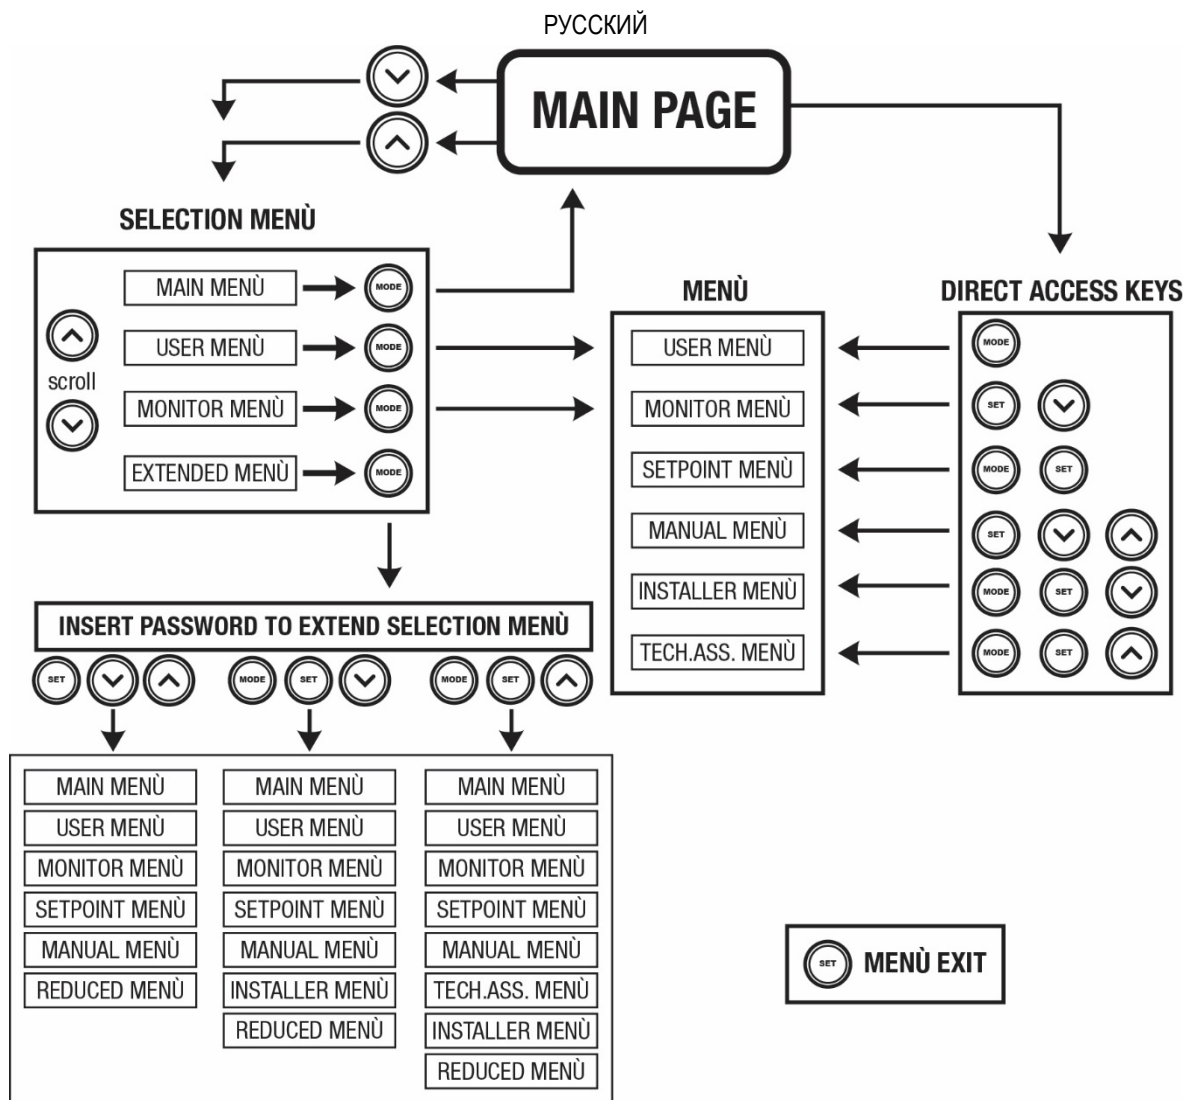 РУССКИЙ
MAIN PAGE
SELECTION MENÙ
MAIN MENÙ
MODE
USER MENÙ
MODE
scroll
MONITOR MENÙ
MODE
EXTENDED MENÙ
MODE
MENÙ
USER MENÙ
MONITOR MENÙ
SETPOINT MENÙ
MANUAL MENÙ
INSTALLER MENÙ
TECH.ASS. MENÙ
DIRECT ACCESS KEYS
MODE
SET
MODE SET
SET
MODE SET
MODE SET
INSERT PASSWORD TO EXTEND SELECTION MENÙ
SET
MODE SET
MODE SET
MAIN MENÙ
USER MENÙ
MONITOR MENÙ
SETPOINT MENÙ
MANUAL MENÙ
REDUCED MENÙ
MAIN MENÙ
USER MENÙ
MONITOR MENÙ
SETPOINT MENÙ
MANUAL MENÙ
INSTALLER MENÙ
REDUCED MENÙ
MAIN MENÙ
USER MENÙ
MONITOR MENÙ
SETPOINT MENÙ
MANUAL MENÙ
TECH.ASS. MENÙ
INSTALLER MENÙ
REDUCED MENÙ
SET MENÙ EXIT